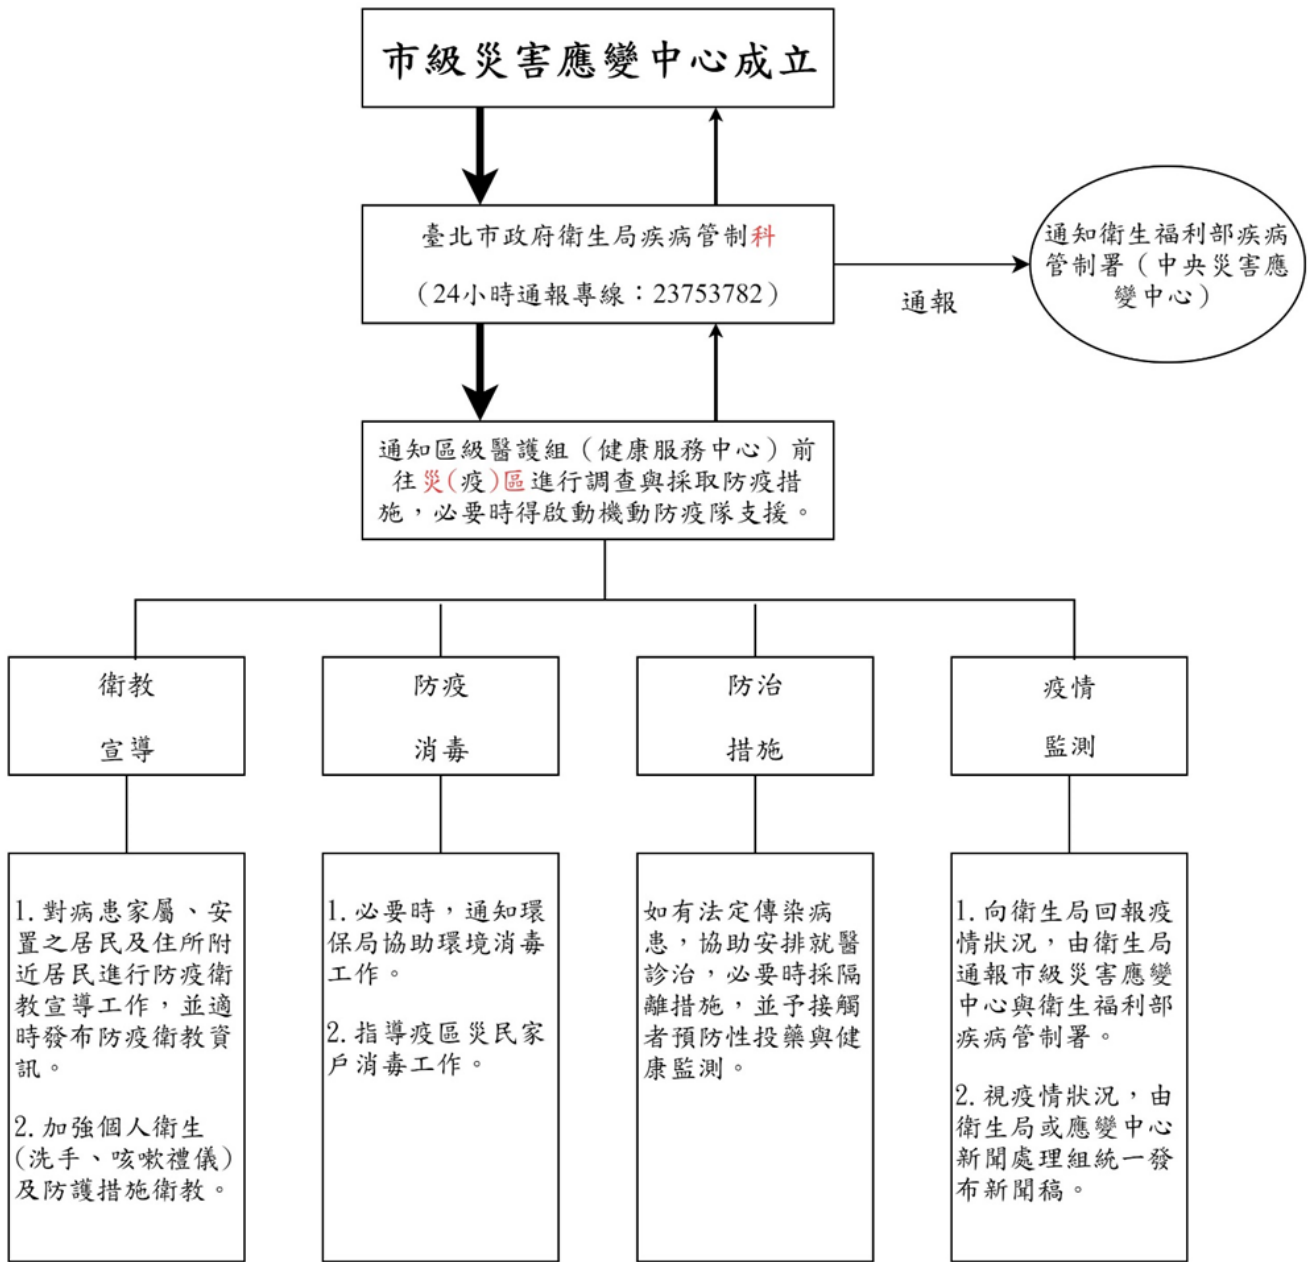 市級災害應變中心成立
臺北市政府衛生局疾病管制科
（24小時通報專線：23753782）
通報
通知衛生福利部疾病
管制署（中央災害應
變中心）
通知區級醫護組（健康服務中心）前
往災(疫)區進行調查與採取防疫措
施，必要時得啟動機動防疫隊支援。
衛教
宣導
防疫
消毒
防治
措施
疫情
監測
1. 對病患家屬、安
置之居民及住所附
近居民進行防疫衛
教宣導工作，並適
時發布防疫衛教資
訊。
2. 加強個人衛生
(洗手、咳嗽禮儀)
及防護措施衛教。
1. 必要時，通知環
保局協助環境消毒
工作。
2. 指導疫區災民家
戶消毒工作。
如有法定傳染病
患，協助安排就醫
診治，必要時採隔
離措施，並予接觸
者預防性投藥與健
康監測。
1. 向衛生局回報疫
情狀況，由衛生局
通報市級災害應變
中心與衛生福利部
疾病管制署。
2. 視疫情狀況，由
衛生局或應變中心
新聞處理組統一發
布新聞稿。